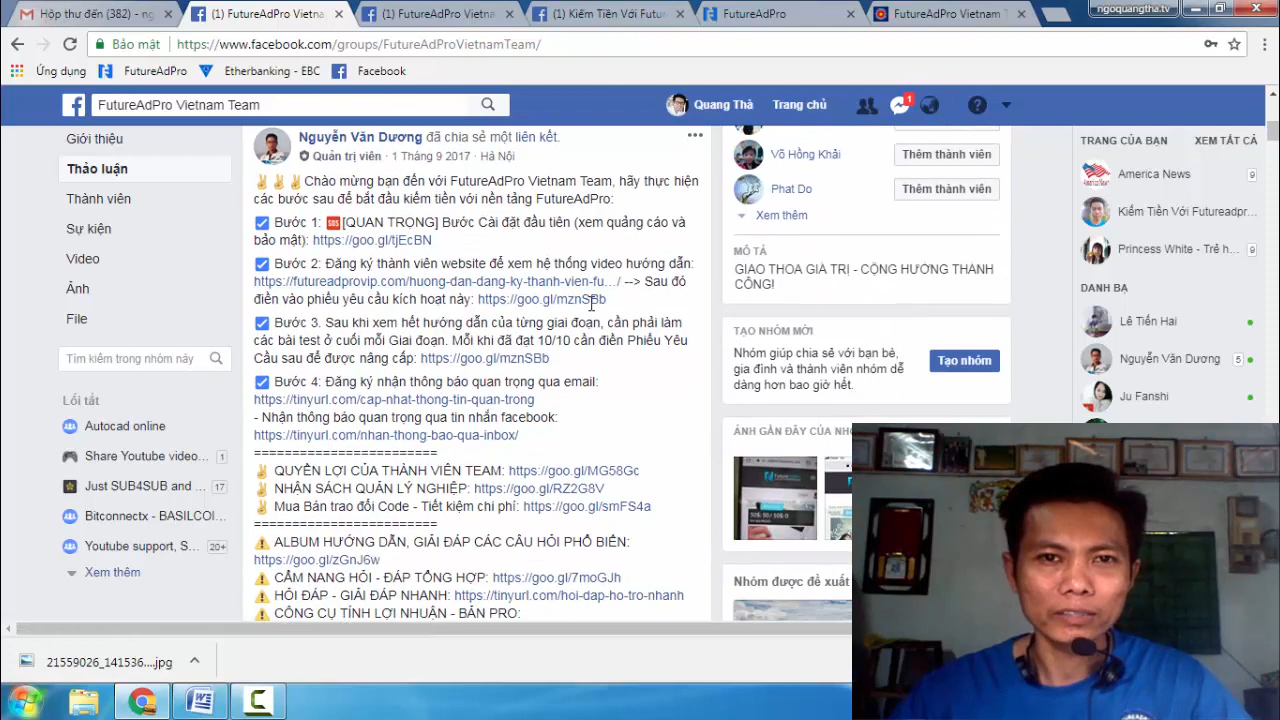 Hộp thư đến (382) - ng
(1) FutureAdPro Vietna
(1) FutureAdPro Vietna
(1) Kiếm Tiền Với Futu
FutureAdPro
FutureAdPro Vietnam T
ngoquangtha.tv
Bảo mật
https://www.facebook.com/groups/FutureAdProVietnamTeam/
Ứng dụng
FutureAdPro
Etherbanking - EBC
Facebook
FutureAdPro Vietnam Team
Quang Thà
Trang chủ
1
Giới thiệu
Thảo luận
Thành viên
Sự kiện
Video
Ảnh
File
Tìm kiếm trong nhóm này
Lối tắt
Autocad online
Share Youtube video...
1
Just SUB4SUB and ...
17
Bitconnectx - BASILCOI...
Youtube support, S...
20+
Xem thêm
Nguyễn Văn Dương đã chia sẻ một liên kết.
Quản trị viên · 1 Tháng 9 2017 · Hà Nội
✌✌✌Chào mừng bạn đến với FutureAdPro Vietnam Team, hãy thực hiện
các bước sau để bắt đầu kiếm tiền với nền tảng FutureAdPro:
☑ Bước 1: 🆘[QUAN TRỌNG] Bước Cài đặt đầu tiên (xem quảng cáo và
bảo mật): https://goo.gl/tjEcBN
☑ Bước 2: Đăng ký thành viên website để xem hệ thống video hướng dẫn:
https://futureadprovip.com/huong-dan-dang-ky-thanh-vien-fu.../ --> Sau đó
điền vào phiếu yêu cầu kích hoạt này: https://goo.gl/mznSBb
☑ Bước 3. Sau khi xem hết hướng dẫn của từng giai đoạn, cần phải làm
các bài test ở cuối mỗi Giai đoạn. Mỗi khi đã đạt 10/10 cần điền Phiếu Yêu
Cầu sau để được nâng cấp: https://goo.gl/mznSBb
☑ Bước 4: Đăng ký nhận thông báo quan trọng qua email:
https://tinyurl.com/cap-nhat-thong-tin-quan-trong
- Nhận thông báo quan trọng qua tin nhắn facebook:
https://tinyurl.com/nhan-thong-bao-qua-inbox/
========================
✌ QUYỀN LỢI CỦA THÀNH VIÊN TEAM: https://goo.gl/MG58Gc
✌ NHẬN SÁCH QUẢN LÝ NGHIỆP: https://goo.gl/RZ2G8V
✌ Mua Bán trao đổi Code - Tiết kiệm chi phí: https://goo.gl/smFS4a
========================
⚠ ALBUM HƯỚNG DẪN, GIẢI ĐÁP CÁC CÂU HỎI PHỔ BIẾN:
https://goo.gl/zGnJ6w
⚠ CẨM NANG HỎI - ĐÁP TỔNG HỢP: https://goo.gl/7moGJh
⚠ HỎI ĐÁP - GIẢI ĐÁP NHANH: https://tinyurl.com/hoi-dap-ho-tro-nhanh
⚠ CÔNG CỤ TÍNH LỢI NHUẬN - BẢN PRO:
Võ Hồng Khải
Thêm thành viên
Phat Do
Thêm thành viên
Xem thêm
MÔ TẢ
GIAO THOA GIÁ TRỊ - CỘNG HƯỞNG THÀNH
CÔNG!
TẠO NHÓM MỚI
Nhóm giúp chia sẻ với bạn bè,
gia đình và thành viên nhóm dễ
dàng hơn bao giờ hết.
Tạo nhóm
ẢNH GẦN ĐÂY CỦA NHÓ
Nhóm được đề xuất
TRANG CỦA BẠN
XEM TẤT CẢ
America News
9
Kiếm Tiền Với Futureadpr...
Princess White - Trẻ h...
9
DANH BẠ
Lê Tiến Hai
Nguyễn Văn Dương
5
Ju Fanshi
21559026_141536....jpg